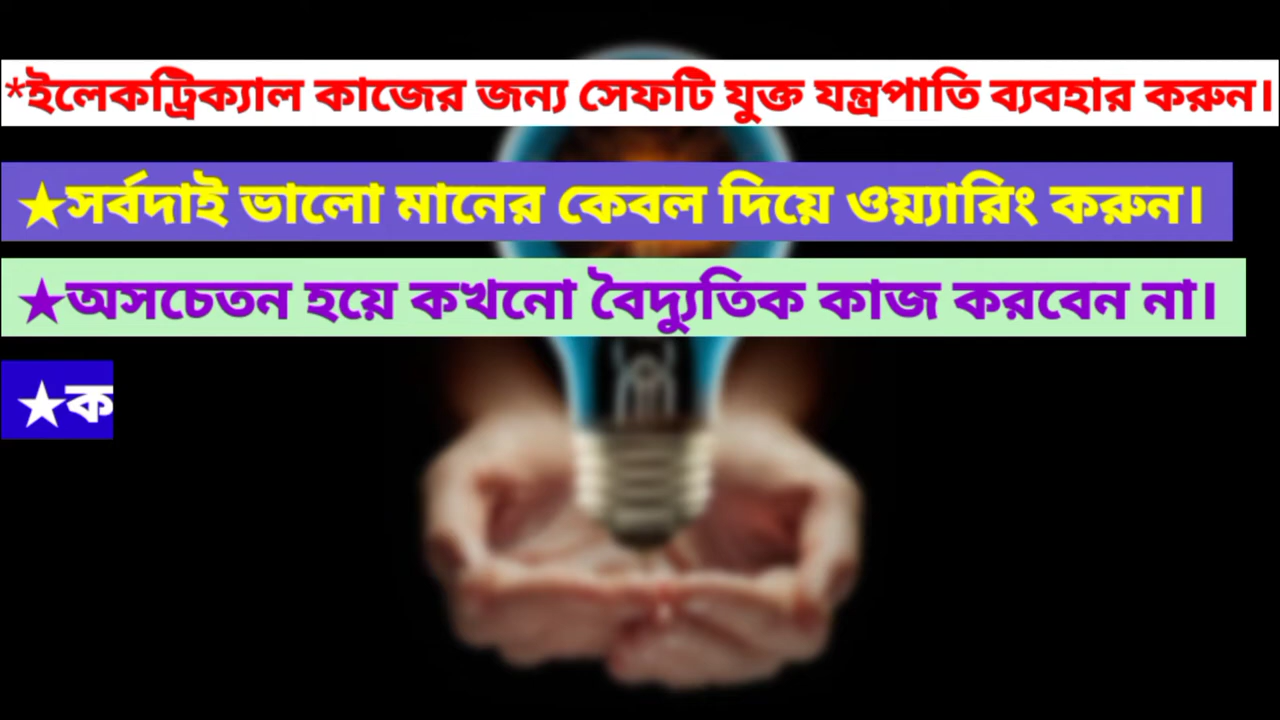 *ইলেকট্রিক্যাল কাজের জন্য সেফটি যুক্ত যন্ত্রপাতি ব্যবহার করুন।
★সর্বদাই ভালো মানের কেবল দিয়ে ওয়্যারিং করুন।
★অসচেতন হয়ে কখনো বৈদ্যুতিক কাজ করবেন না।
★ক